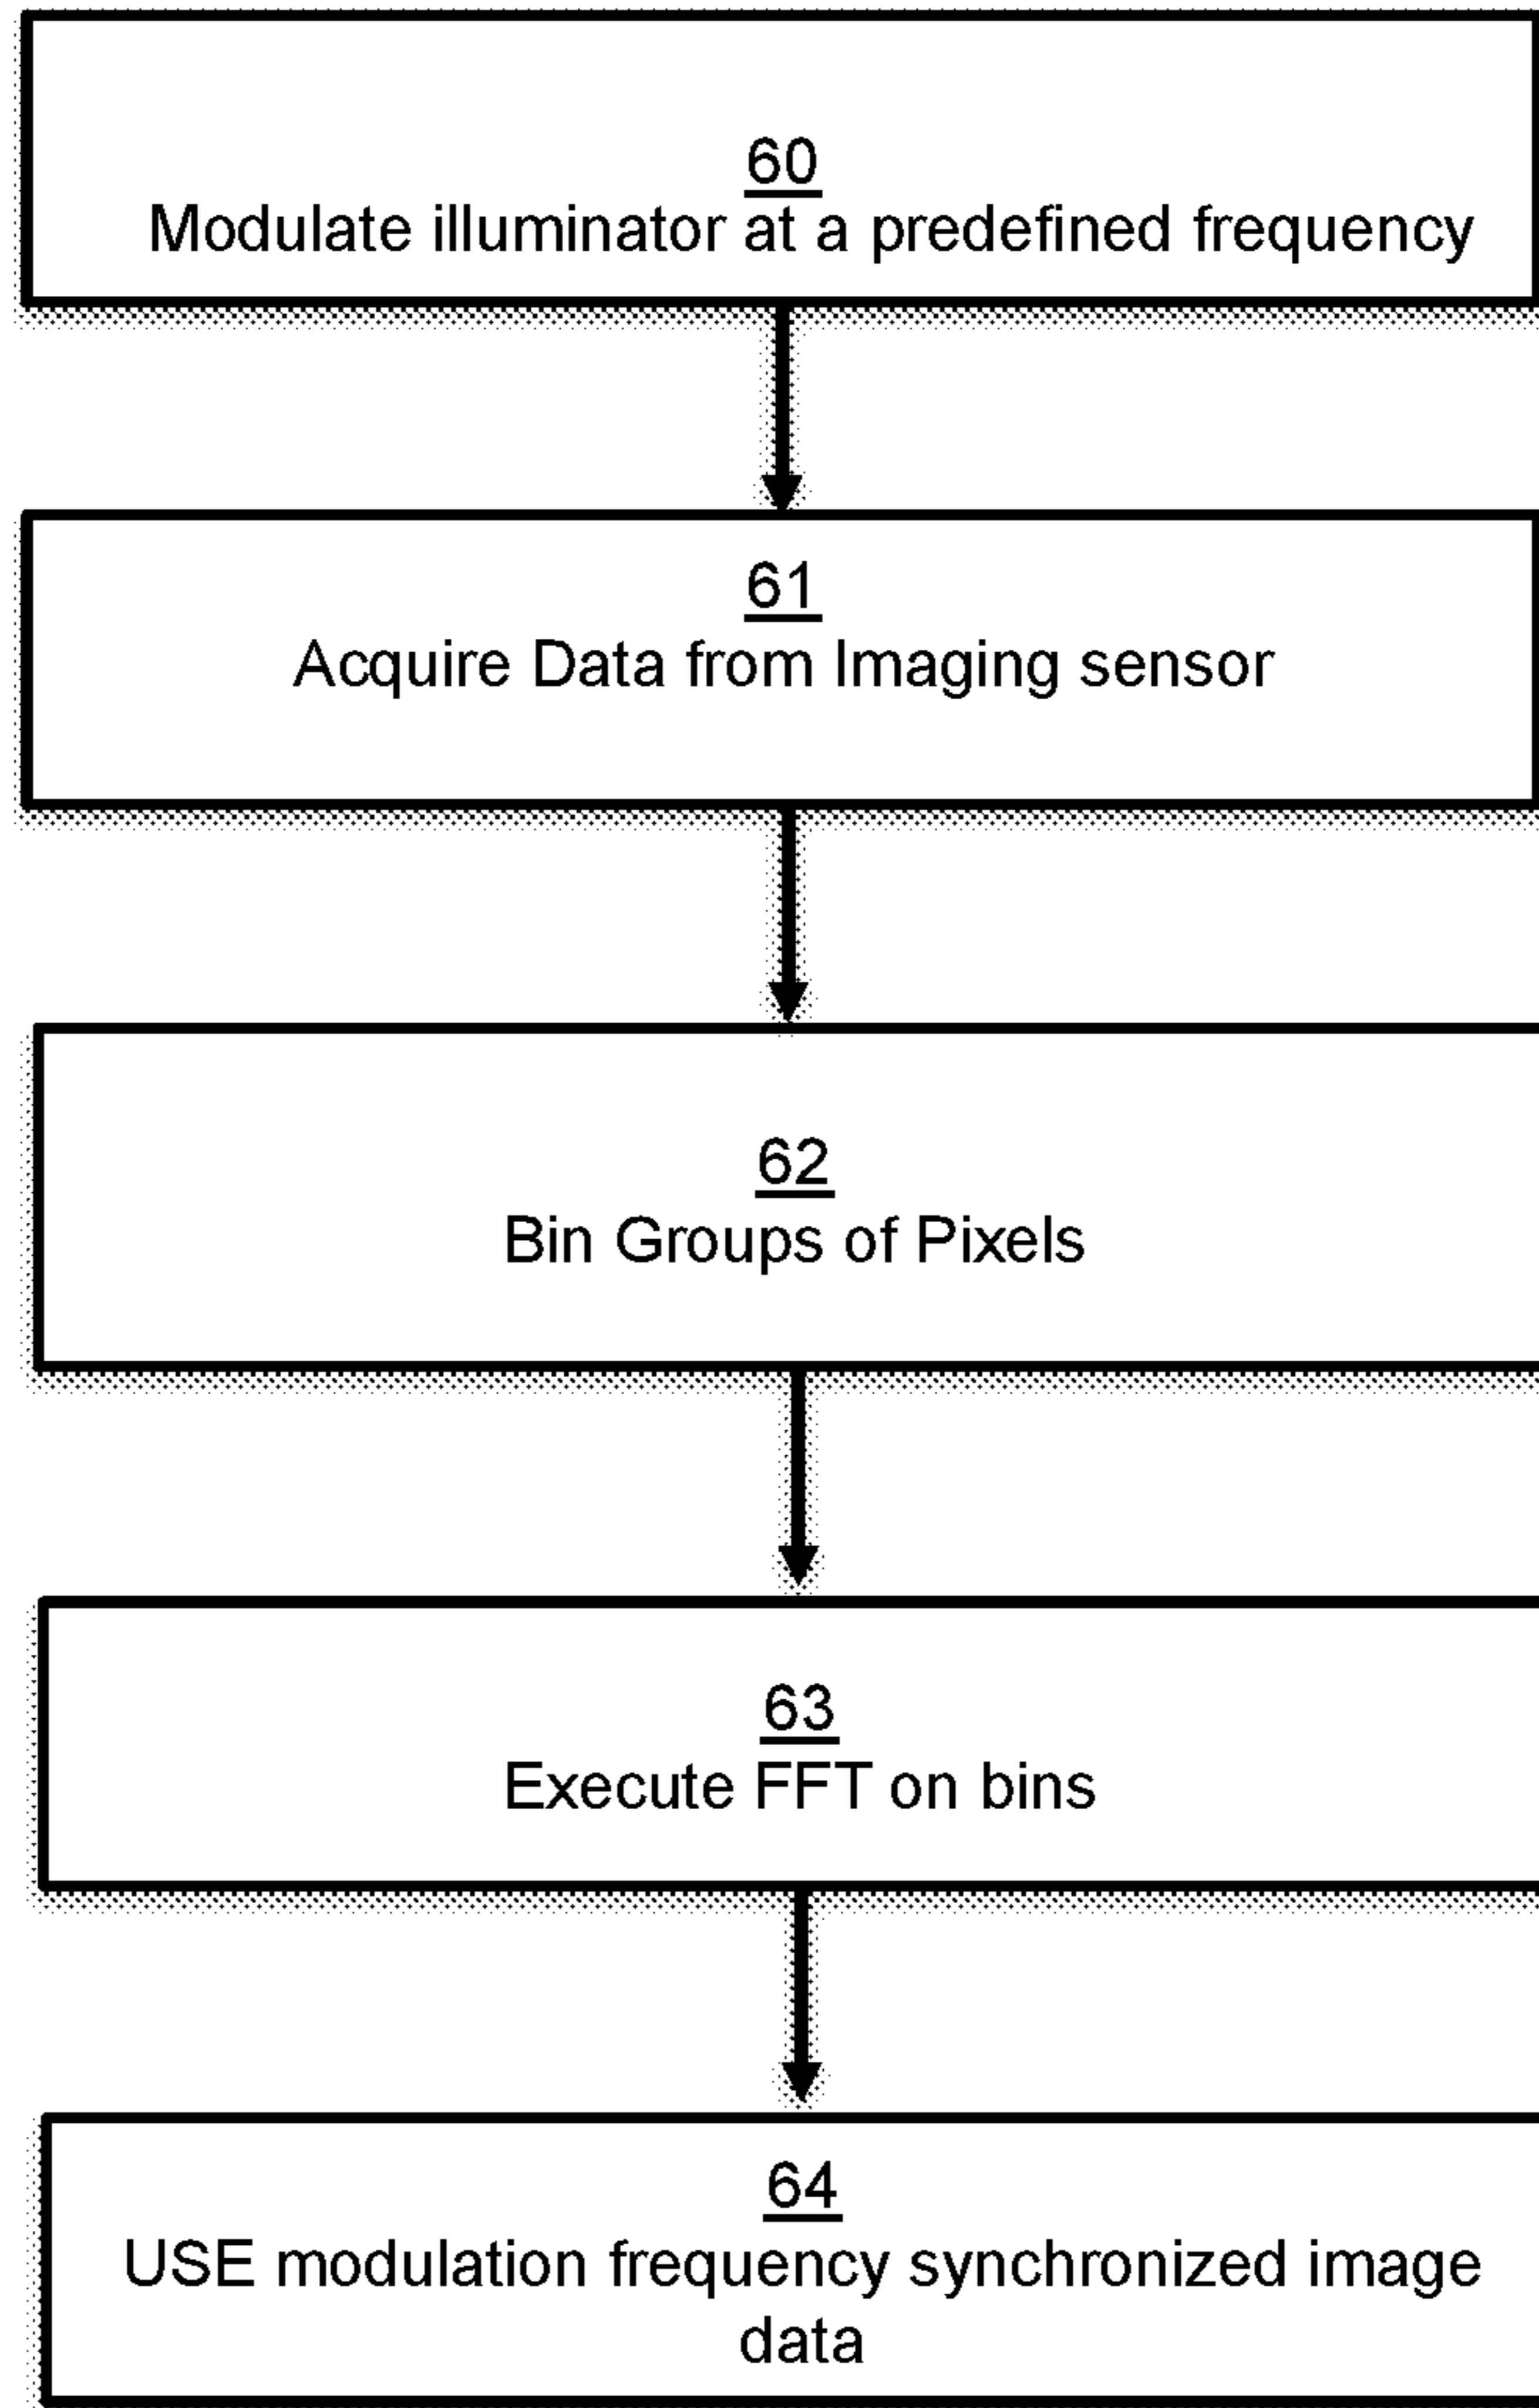 60
Modulate illuminator at a predefined frequency
61
Acquire Data from Imaging sensor
62
Bin Groups of Pixels
63
Execute FFT on bins
64
USE modulation frequency synchronized image
data